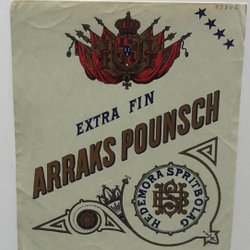 EXTRA FIN
ARRAKS POUNSCH
HEDEMORA SPRITBOLAG